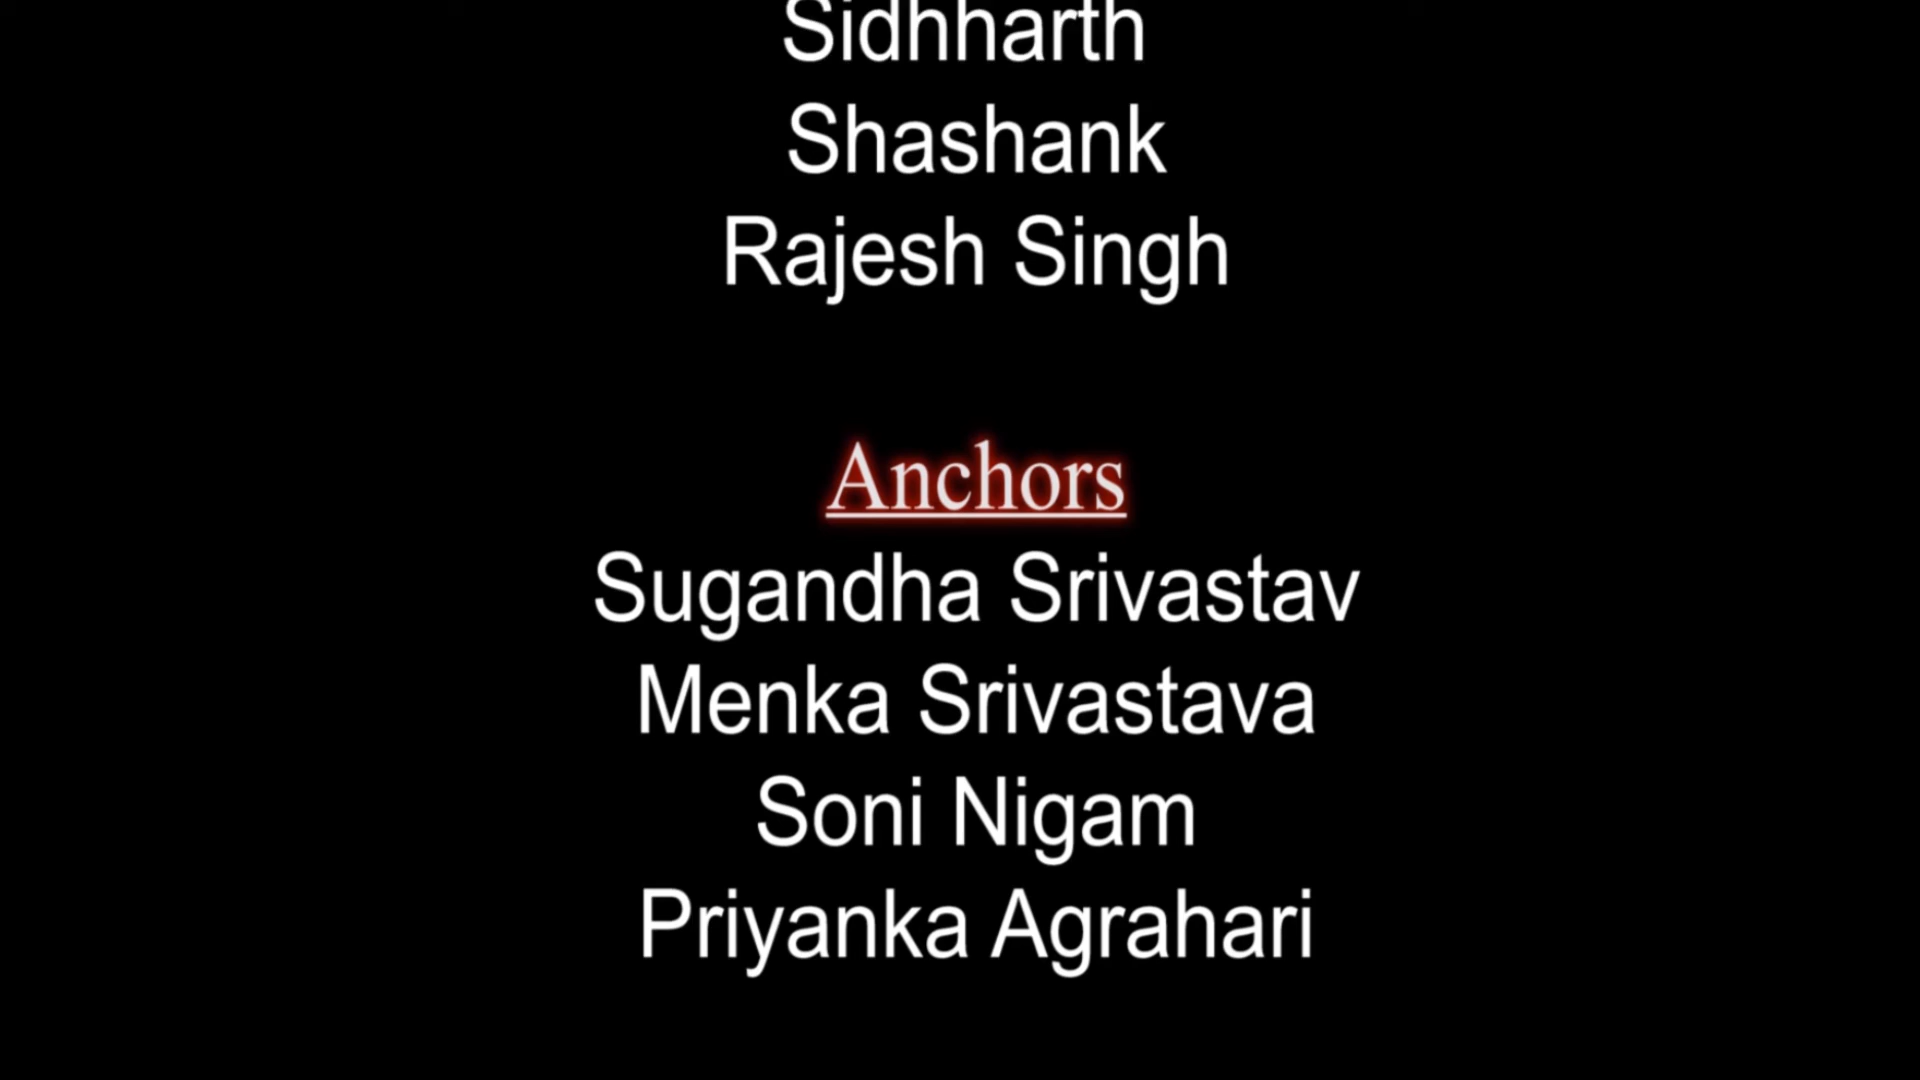 Sidhharth
Shashank
Rajesh Singh
Anchors
Sugandha Srivastav
Menka Srivastava
Soni Nigam
Priyanka Agrahari